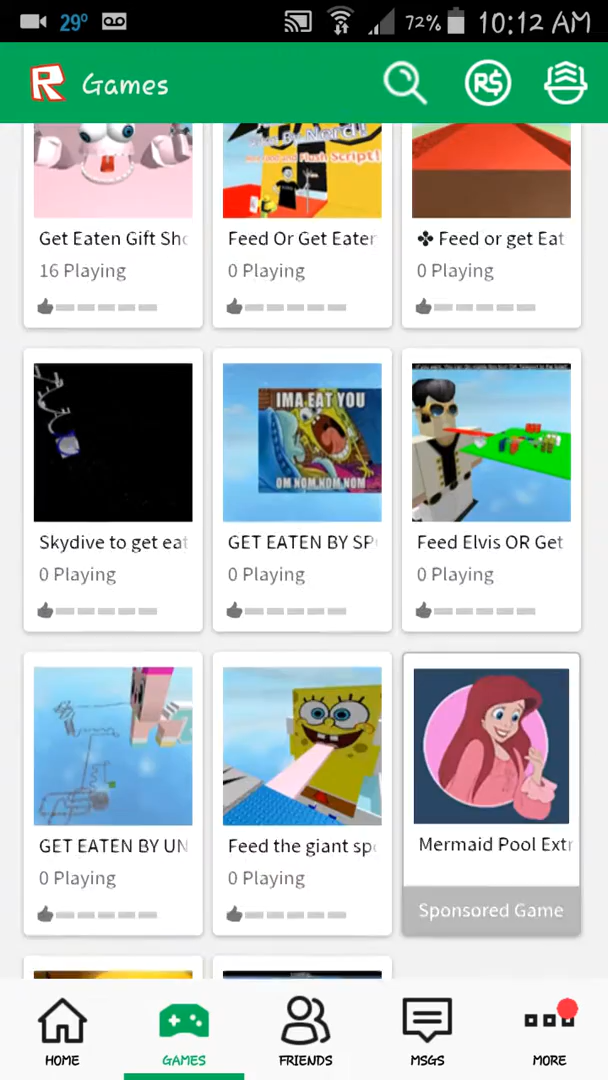 29° 72% 10:12 AM
R Games R$
Nerd!
Flush Script!
Get Eaten Gift Sho
Feed Or Get Eaten
✤ Feed or get Eat
16 Playing
0 Playing
0 Playing
IMA EAT YOU
OM NOM NOM NOM
Skydive to get eat
GET EATEN BY SP
Feed Elvis OR Get
0 Playing
0 Playing
0 Playing
GET EATEN BY UN
Feed the giant spo
Mermaid Pool Extr
0 Playing
0 Playing
Sponsored Game
HOME
GAMES
FRIENDS
MSGS
MORE